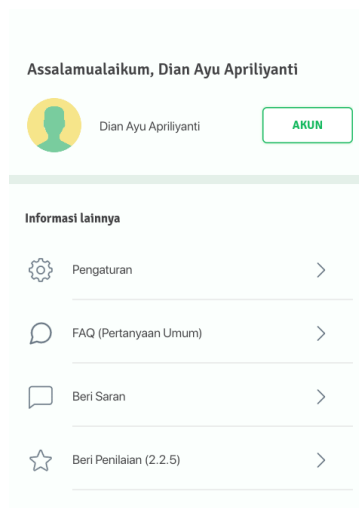 Assalamualaikum, Dian Ayu Apriliyanti
Dian Ayu Apriliyanti
AKUN
Informasi lainnya
Pengaturan
FAQ (Pertanyaan Umum)
Beri Saran
Beri Penilaian (2.2.5)